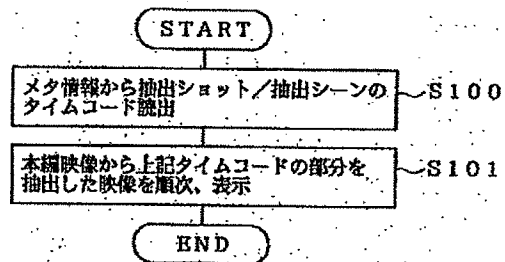 START
メタ情報から抽出ショット／抽出シーンの
タイムコード読出
S100
本編映像から上記タイムコードの部分を
抽出した映像を順次、表示
S101
END